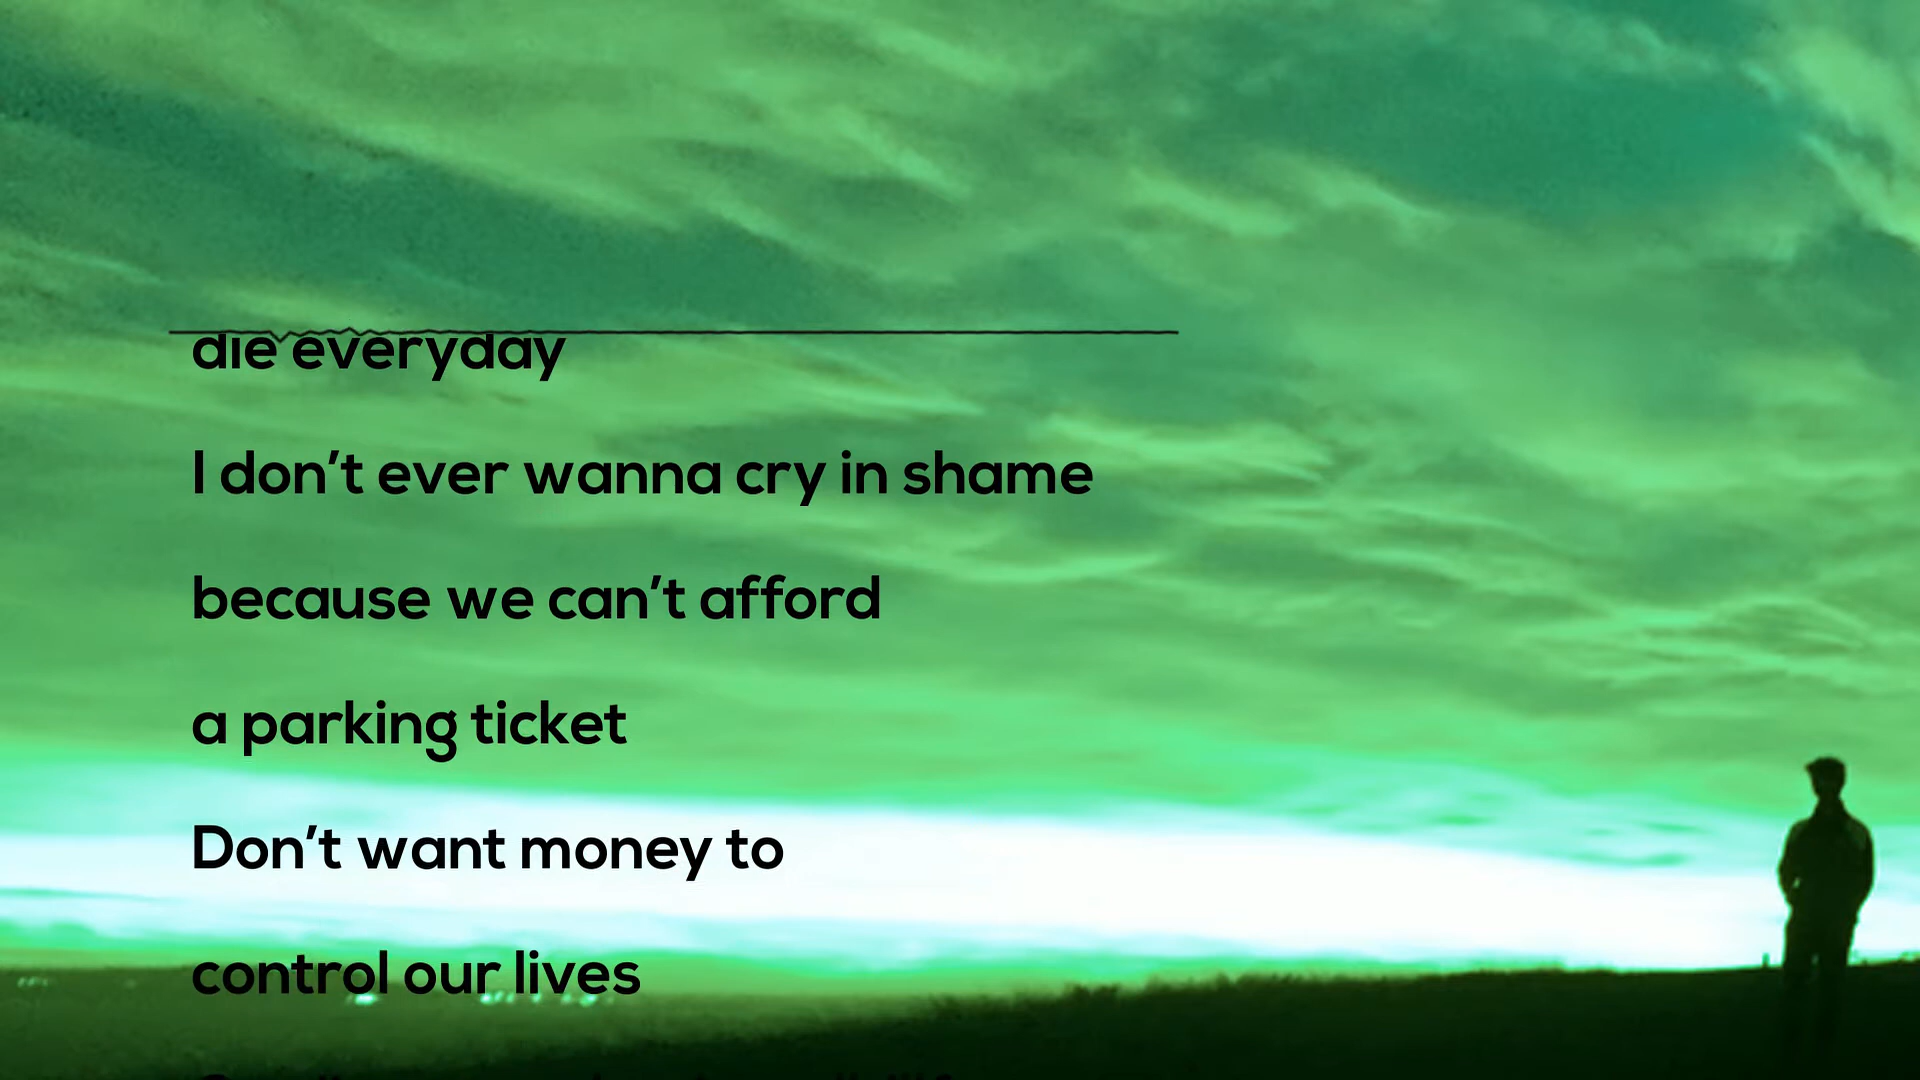 die everyday
I don’t ever wanna cry in shame
because we can’t afford
a parking ticket
Don’t want money to
control our lives